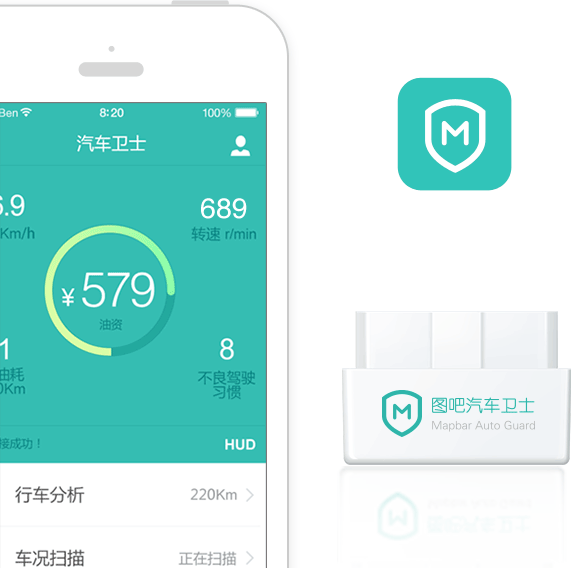 Ben 8:20 100%
汽车卫士
6.9
Km/h
689
转速 r/min
¥579
油资
1
油耗
8
不良驾驶
习惯
接成功！
HUD
行车分析 220Km
车况扫描 正在扫描
M
M
图吧汽车卫士
Mapbar Auto Guard